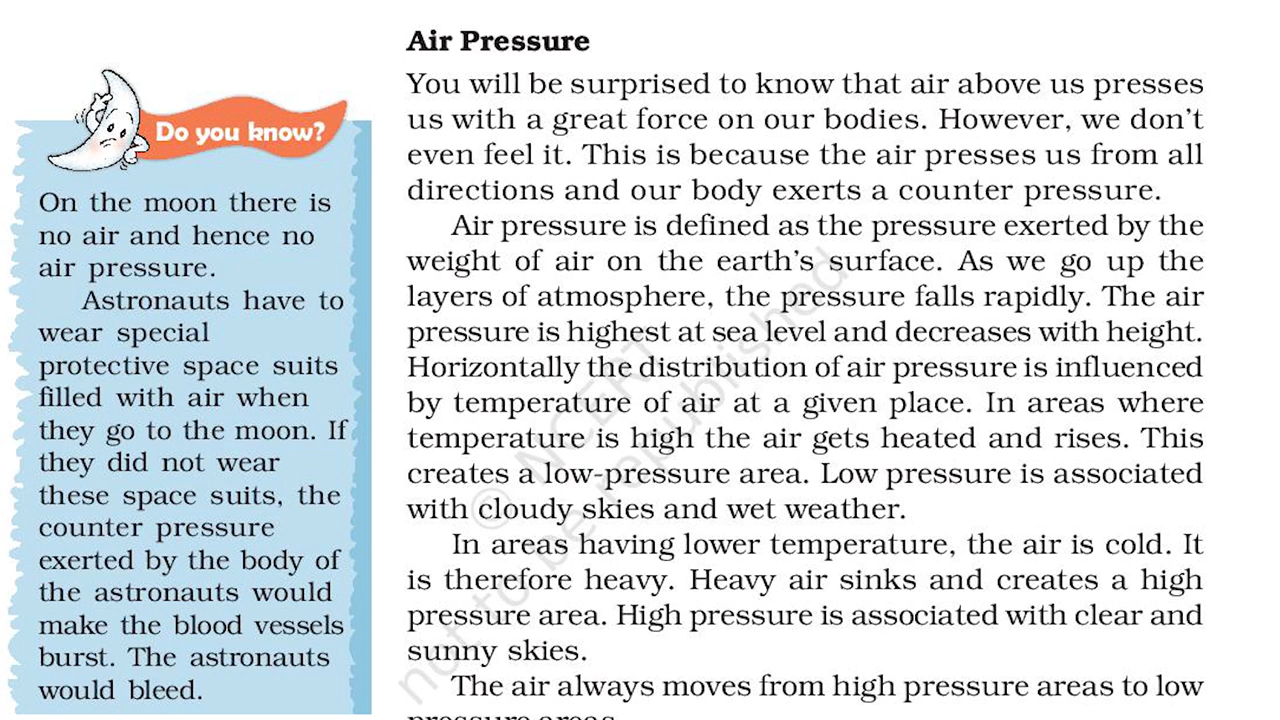 Do you know?
On the moon there is
no air and hence no
air pressure.
Astronauts have to
wear special
protective space suits
filled with air when
they go to the moon. If
they did not wear
these space suits, the
counter pressure
exerted by the body of
the astronauts would
make the blood vessels
burst. The astronauts
would bleed.
Air Pressure
You will be surprised to know that air above us presses
us with a great force on our bodies. However, we don't
even feel it. This is because the air presses us from all
directions and our body exerts a counter pressure.
Air pressure is defined as the pressure exerted by the
weight of air on the earth's surface. As we go up the
layers of atmosphere, the pressure falls rapidly. The air
pressure is highest at sea level and decreases with height.
Horizontally the distribution of air pressure is influenced
by temperature of air at a given place. In areas where
temperature is high the air gets heated and rises. This
creates a low-pressure area. Low pressure is associated
with cloudy skies and wet weather.
In areas having lower temperature, the air is cold. It
is therefore heavy. Heavy air sinks and creates a high
pressure area. High pressure is associated with clear and
sunny skies.
The air always moves from high pressure areas to low
pressure areas.
© NCERT
not to be republished